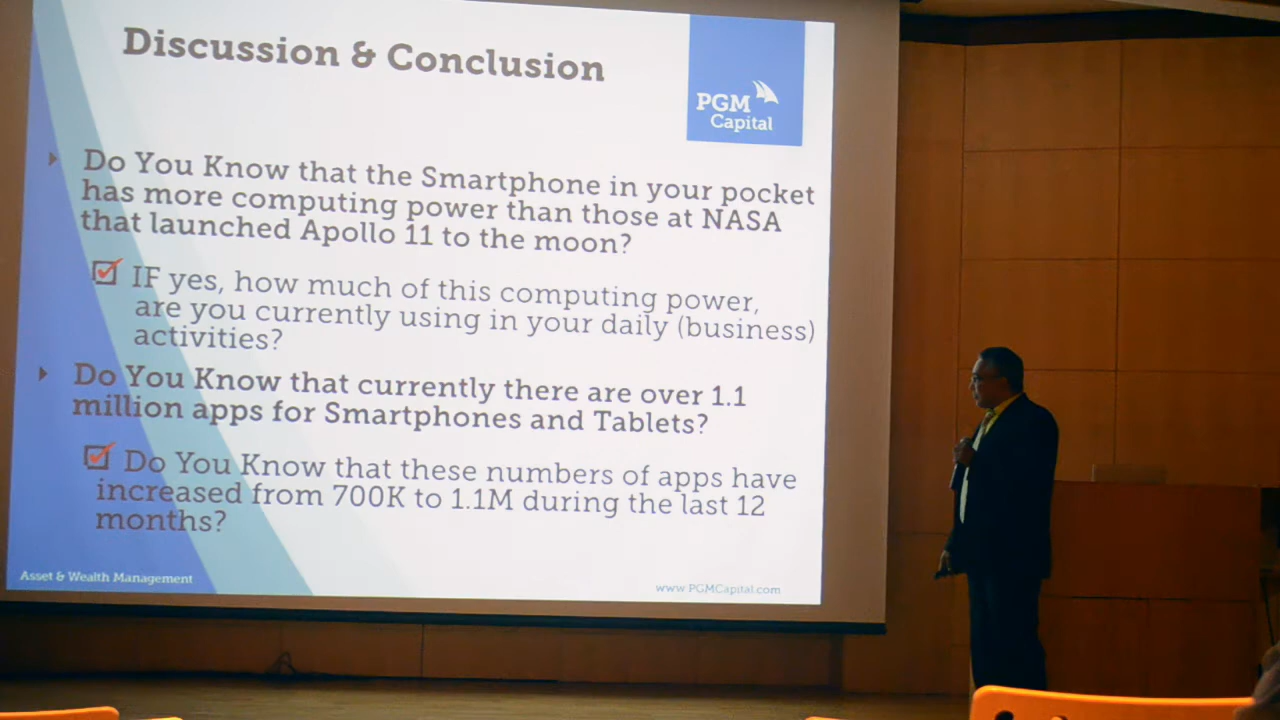 Discussion & Conclusion
PGM
Capital
Do You Know that the Smartphone in your pocket
has more computing power than those at NASA
that launched Apollo 11 to the moon?
IF yes, how much of this computing power,
are you currently using in your daily (business)
activities?
Do You Know that currently there are over 1.1
million apps for Smartphones and Tablets?
Do You Know that these numbers of apps have
increased from 700K to 1.1M during the last 12
months?
Asset & Wealth Management
www.PGMCapital.com